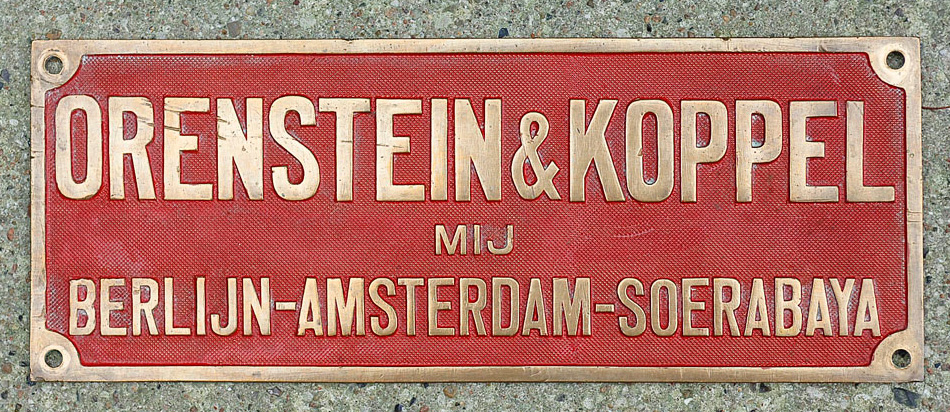 ORENSTEIN&KOPPEL
MIJ
BERLIJN-AMSTERDAM-SOERABAYA